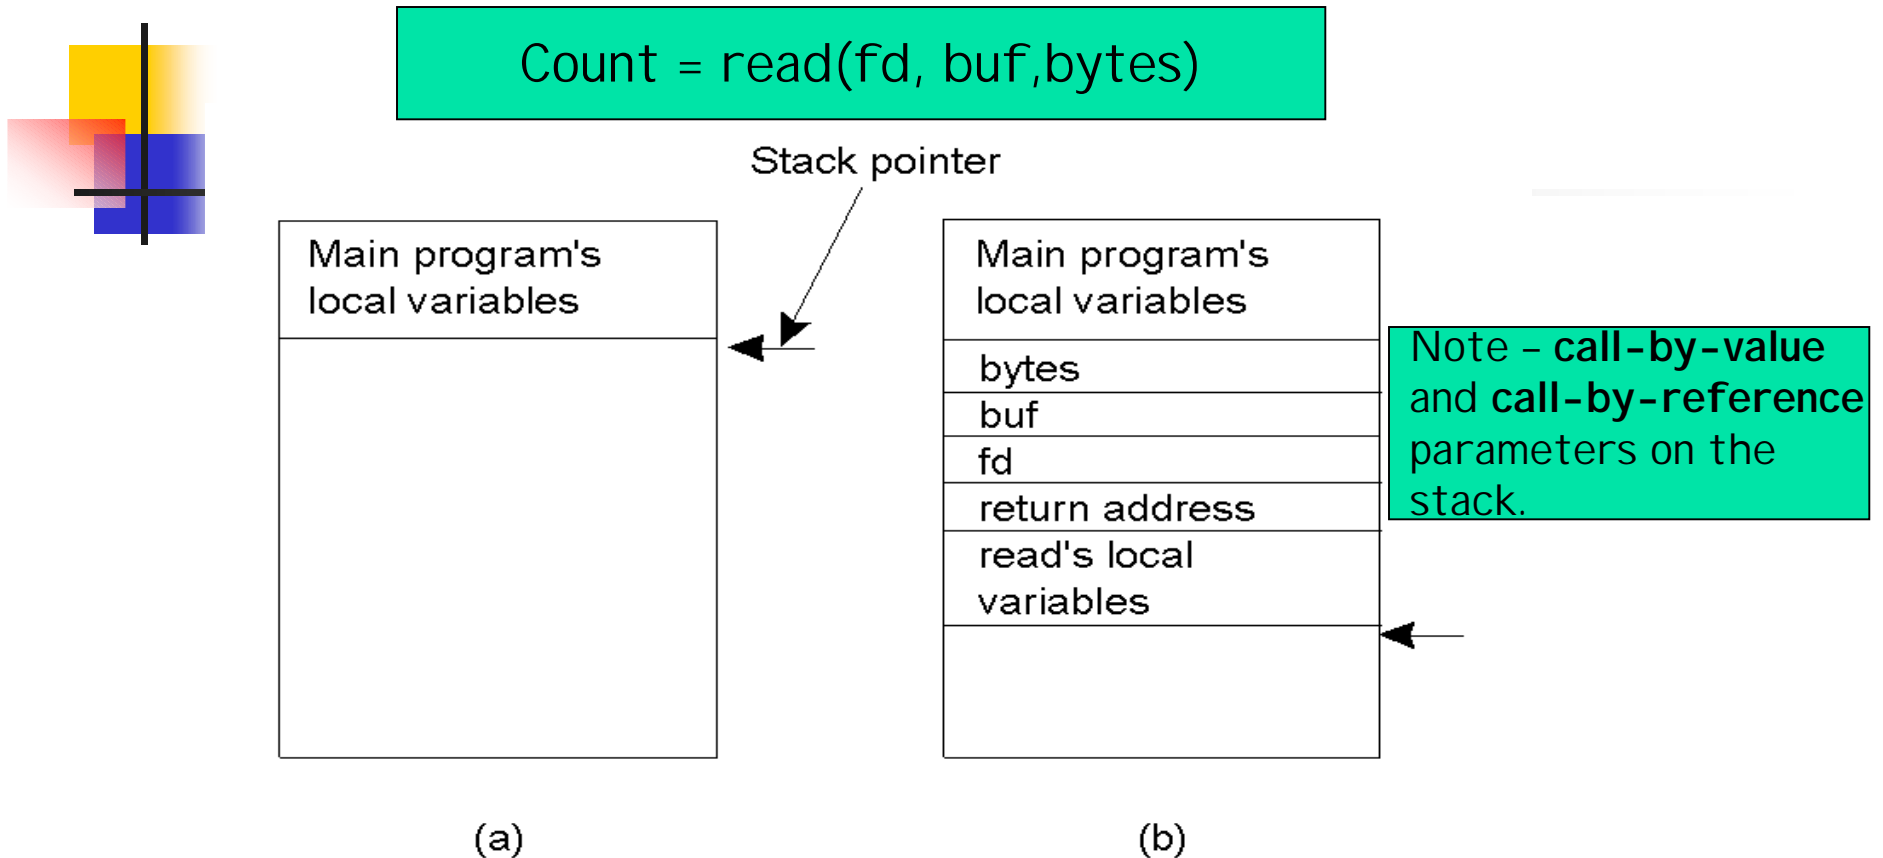 Count = read(fd, buf,bytes)
Stack pointer
Main program's
local variables
Main program's
local variables
bytes
buf
fd
return address
read's local
variables
Note – call-by-value
and call-by-reference
parameters on the
stack.
(a)
(b)